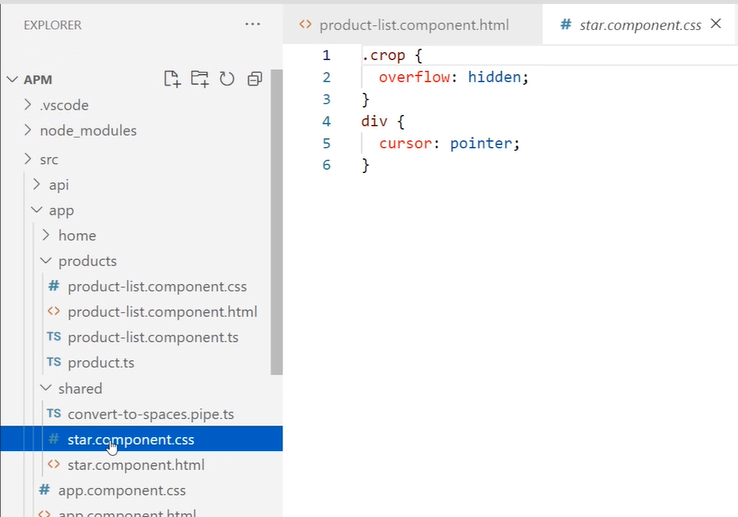 EXPLORER
APM
.vscode
node_modules
src
api
app
home
products
# product-list.component.css
<> product-list.component.html
TS product-list.component.ts
TS product.ts
shared
TS convert-to-spaces.pipe.ts
# star.component.css
<> star.component.html
# app.component.css
<> app.component.html
<> product-list.component.html
# star.component.css
1 .crop {
2 overflow: hidden;
3 }
4 div {
5 cursor: pointer;
6 }